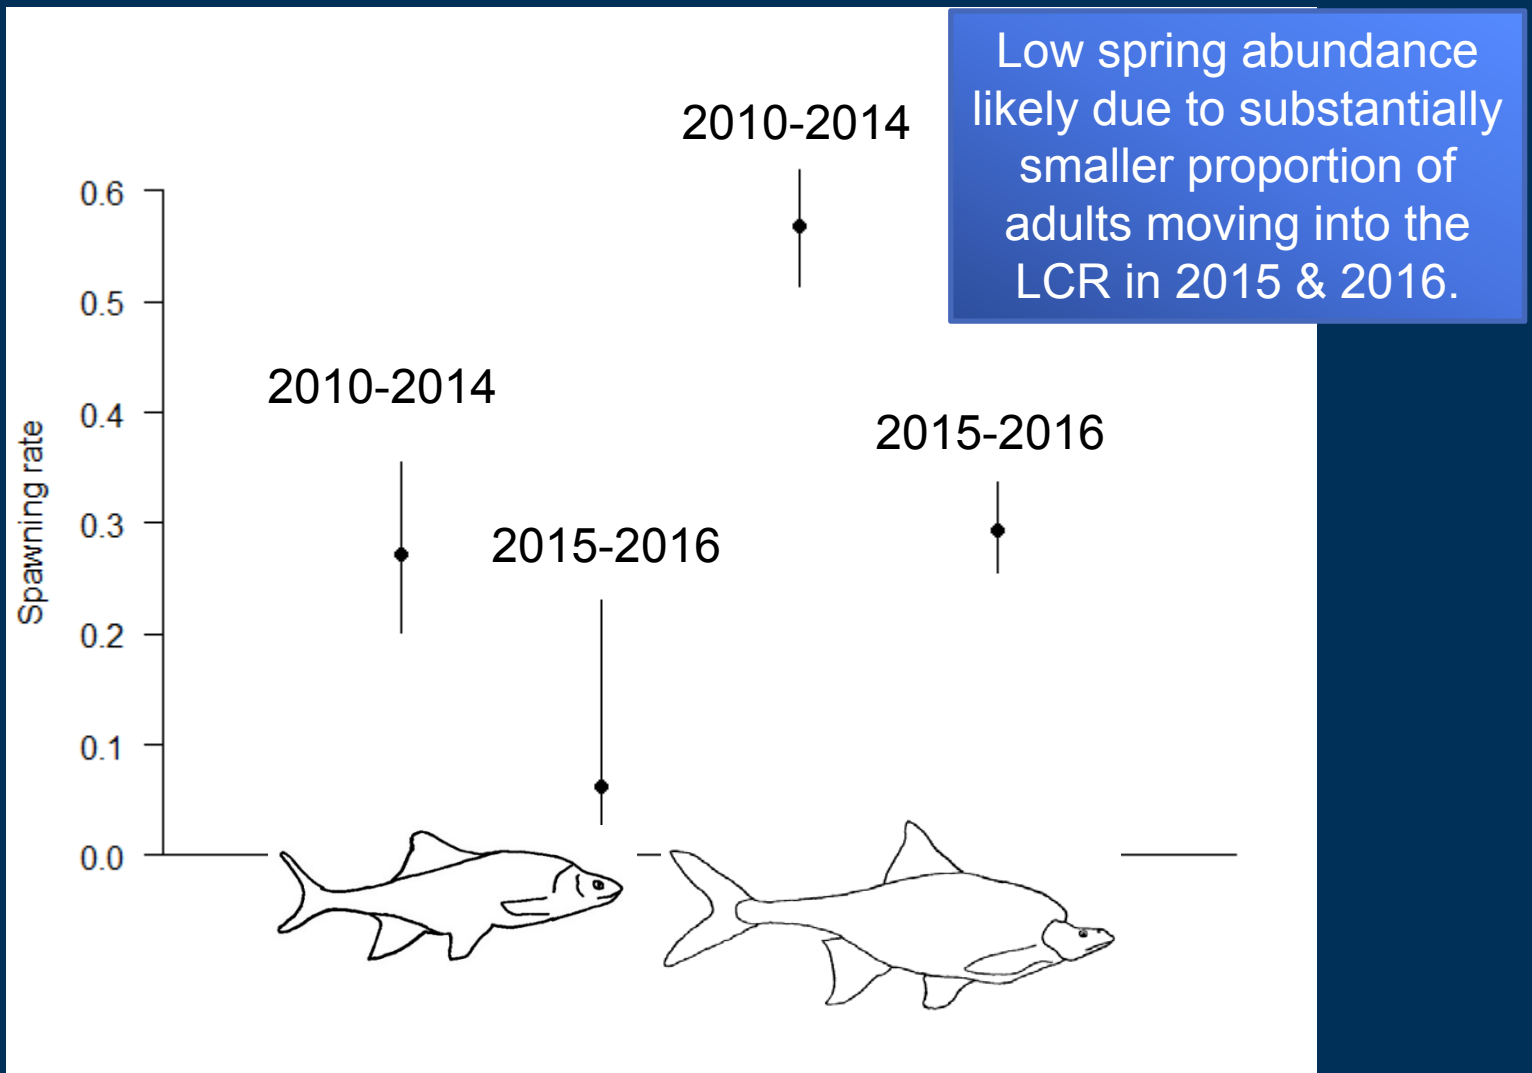 Low spring abundance
likely due to substantially
smaller proportion of
adults moving into the
LCR in 2015 & 2016.
2010-2014
2010-2014
2015-2016
2015-2016
Spawning rate
0.6
0.5
0.4
0.3
0.2
0.1
0.0